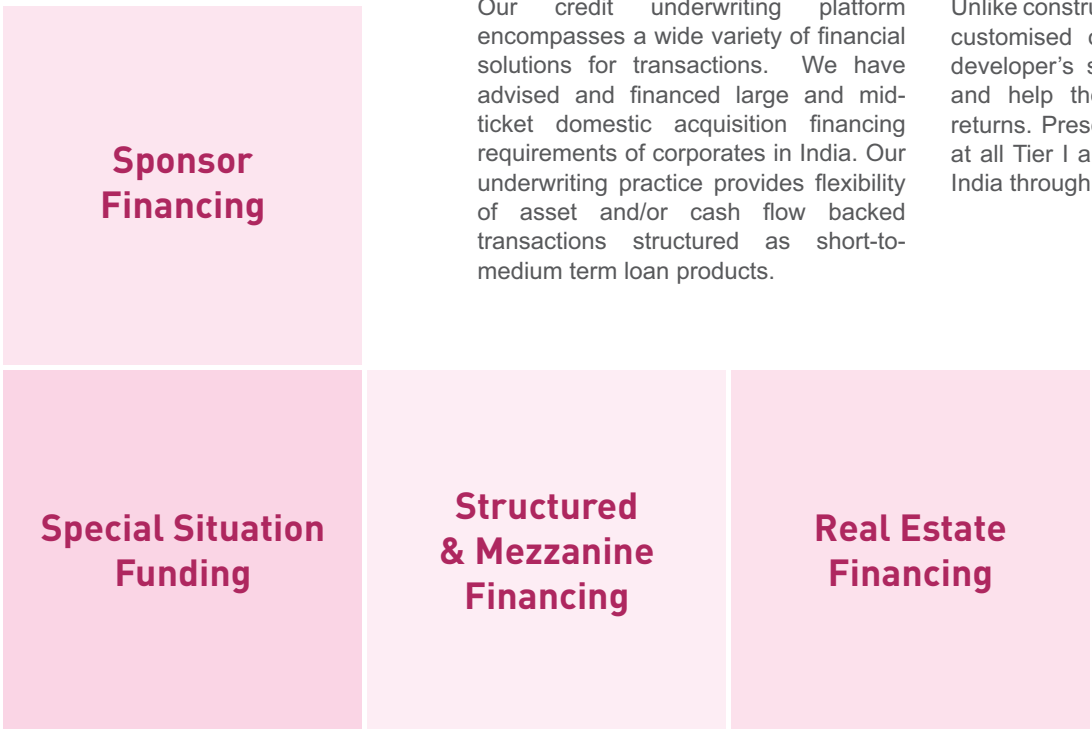 Sponsor
Financing
Our credit underwriting platform
encompasses a wide variety of financial
solutions for transactions. We have
advised and financed large and mid-
ticket domestic acquisition financing
requirements of corporates in India. Our
underwriting practice provides flexibility
of asset and/or cash flow backed
transactions structured as short-to-
medium term loan products.
Unlike
customised
developer's
and help
returns.
at all Tier I
India through
Special Situation
Funding
Structured
& Mezzanine
Financing
Real Estate
Financing